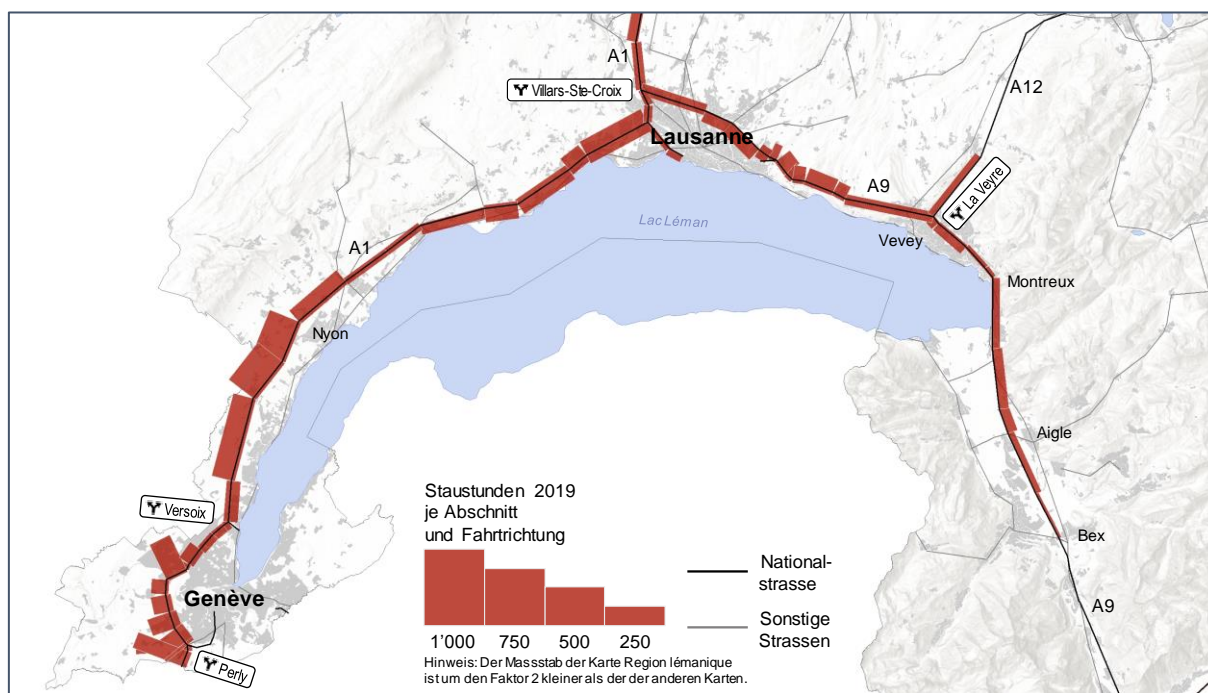 A1
Villars-Ste-Croix
A12
Lausanne
A9
La Veyre
Lac Léman
Vevey
A1
Montreux
Nyon
Aigle
Versoix
Staustunden 2019
je Abschnitt
und Fahrtrichtung
1'000 750 500 250
National-
strasse
Sonstige
Strassen
Bex
Genève
A9
Perly
Hinweis: Der Massstab der Karte Region lémanique
ist um den Faktor 2 kleiner als der der anderen Karten.